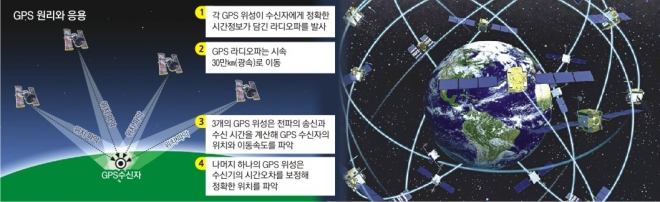 GPS 원리와 응용
1 각 GPS 위성이 수신자에게 정확한
시간정보가 담긴 라디오파를 발사
2 GPS 라디오파는 시속
30만㎞(광속)로 이동
3 3개의 GPS 위성은 전파의 송신과
수신 시간을 계산해 GPS 수신자의
위치와 이동속도를 파악
4 나머지 하나의 GPS 위성은
수신기의 시간오차를 보정해
정확한 위치를 파악
GPS수신자